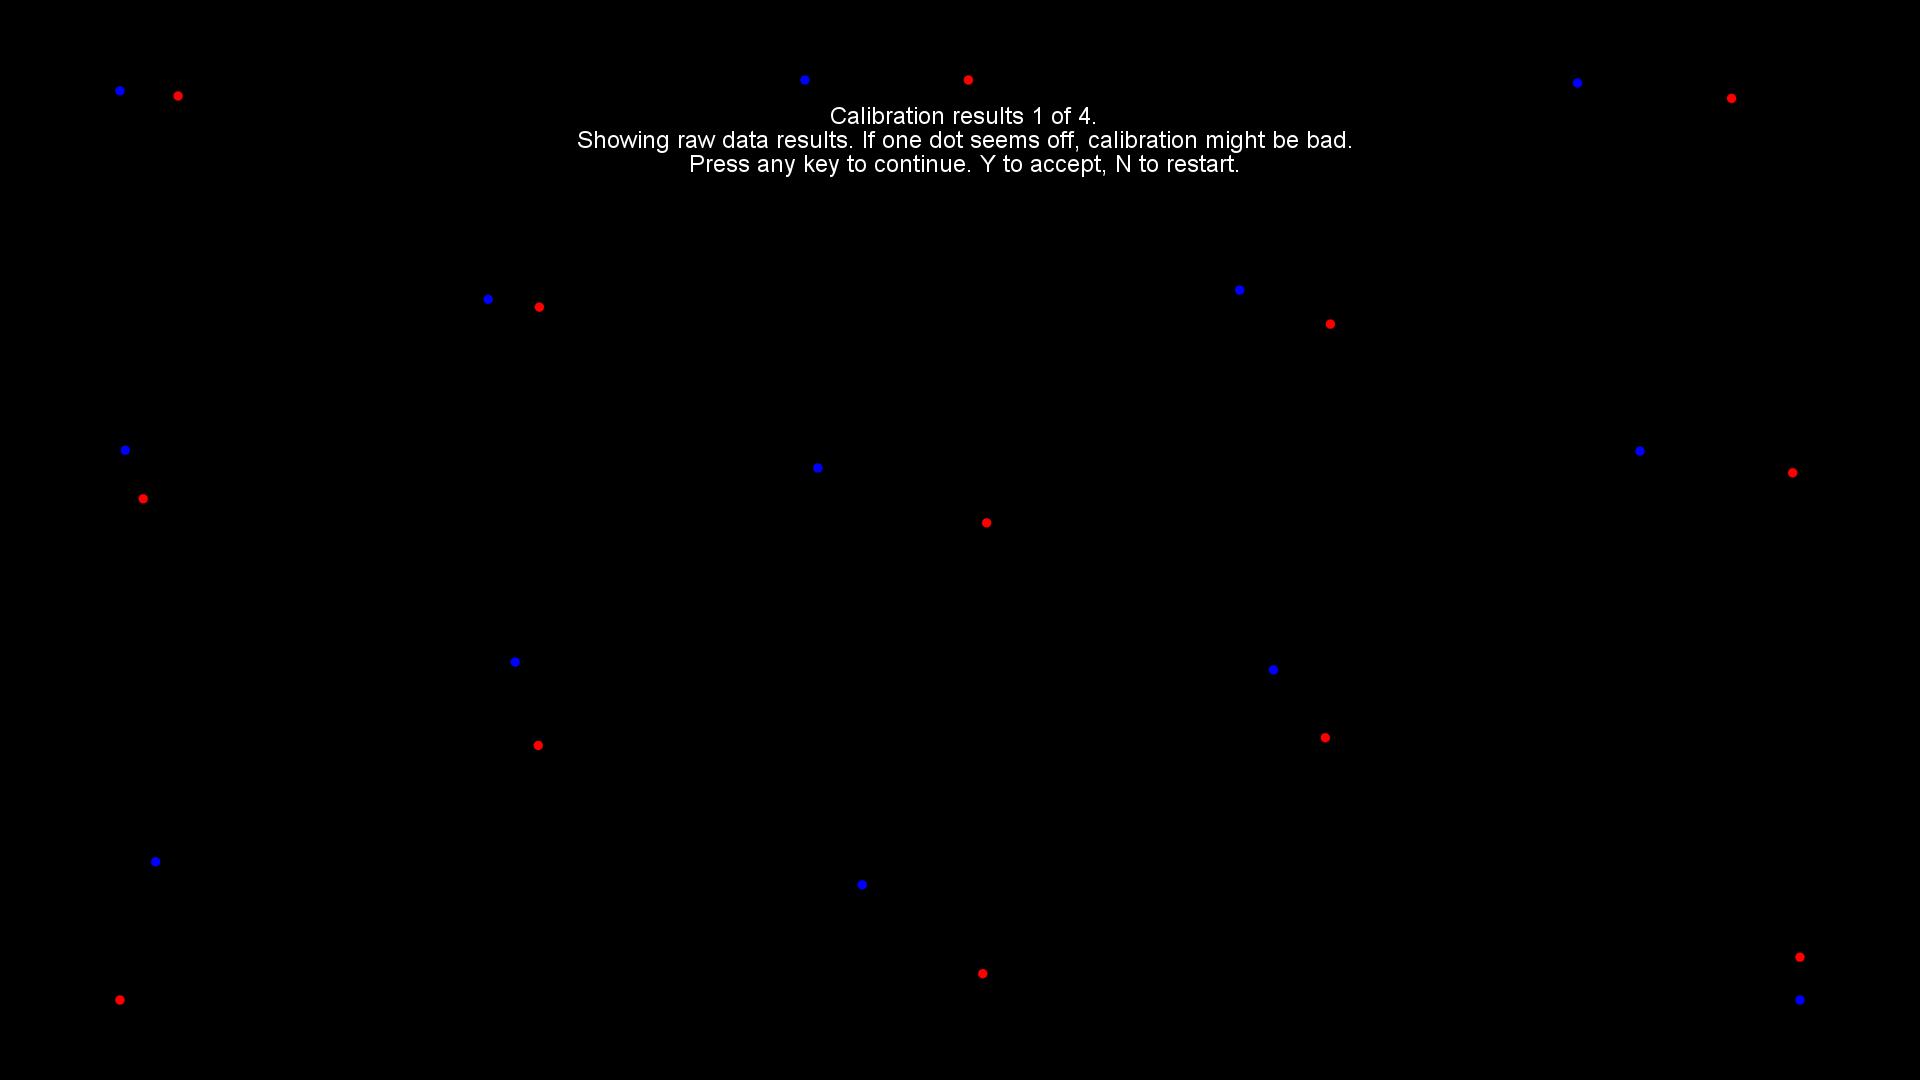 Calibration results 1 of 4.
Showing raw data results. If one dot seems off, calibration might be bad.
Press any key to continue. Y to accept, N to restart.